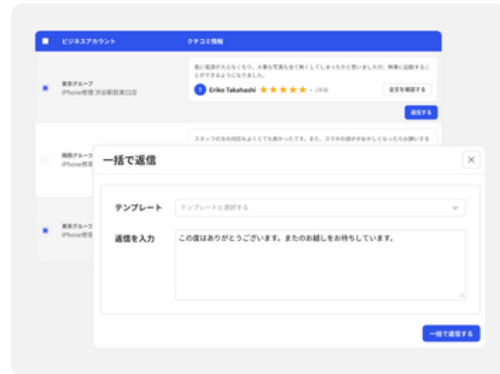 ビジネスアカウント
クチコミ情報
急に電源が入らなくなり、大事な写真も全て無くしてしまったかと思いましたが、無事に起動するこ
とができるようになりました。
東京グループ
iPhone修理 渋谷駅前東口店
Eriko Takahashi ★★★★★ • 2年前
全文を確認する
返信する
スタッフの方の対応もよくとても良かったです。また、スマホの調子がおかしくなったらお願いする
関西グループ
iPhone修理
東京グループ
iPhone修理
一括で返信
テンプレート
テンプレートを選択する
返信を入力
この度はありがとうございます。またのお越しをお待ちしています。
一括で返信する